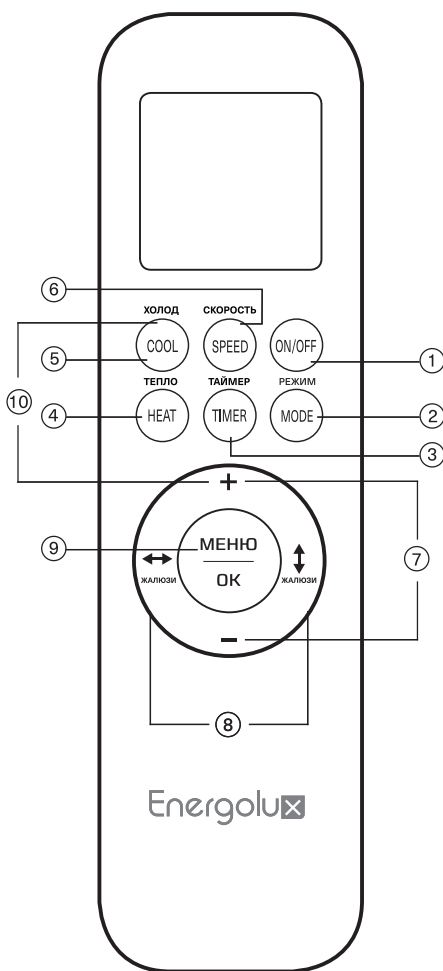 ⑥
ХОЛОД СКОРОСТЬ
COOL SPEED ON/OFF
⑤ ①
⑩
ТЕПЛО ТАЙМЕР РЕЖИМ
④ HEAT TIMER MODE ②
③
+
⑨ МЕНЮ ⑦
ЖАЛЮЗИ ЖАЛЮЗИ
OK
−
⑧
Energolux